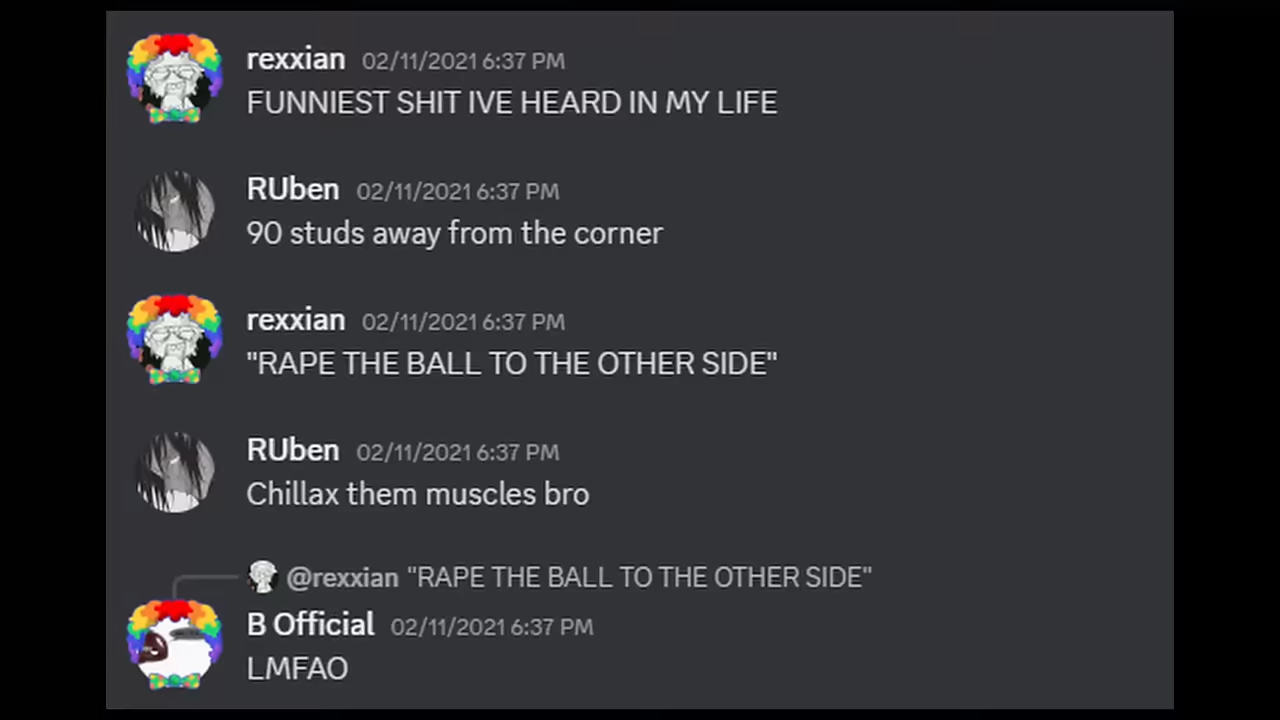 rexxian 02/11/2021 6:37 PM
FUNNIEST SHIT IVE HEARD IN MY LIFE
RUben 02/11/2021 6:37 PM
90 studs away from the corner
rexxian 02/11/2021 6:37 PM
"RAPE THE BALL TO THE OTHER SIDE"
RUben 02/11/2021 6:37 PM
Chillax them muscles bro
@rexxian "RAPE THE BALL TO THE OTHER SIDE"
B Official 02/11/2021 6:37 PM
LMFAO